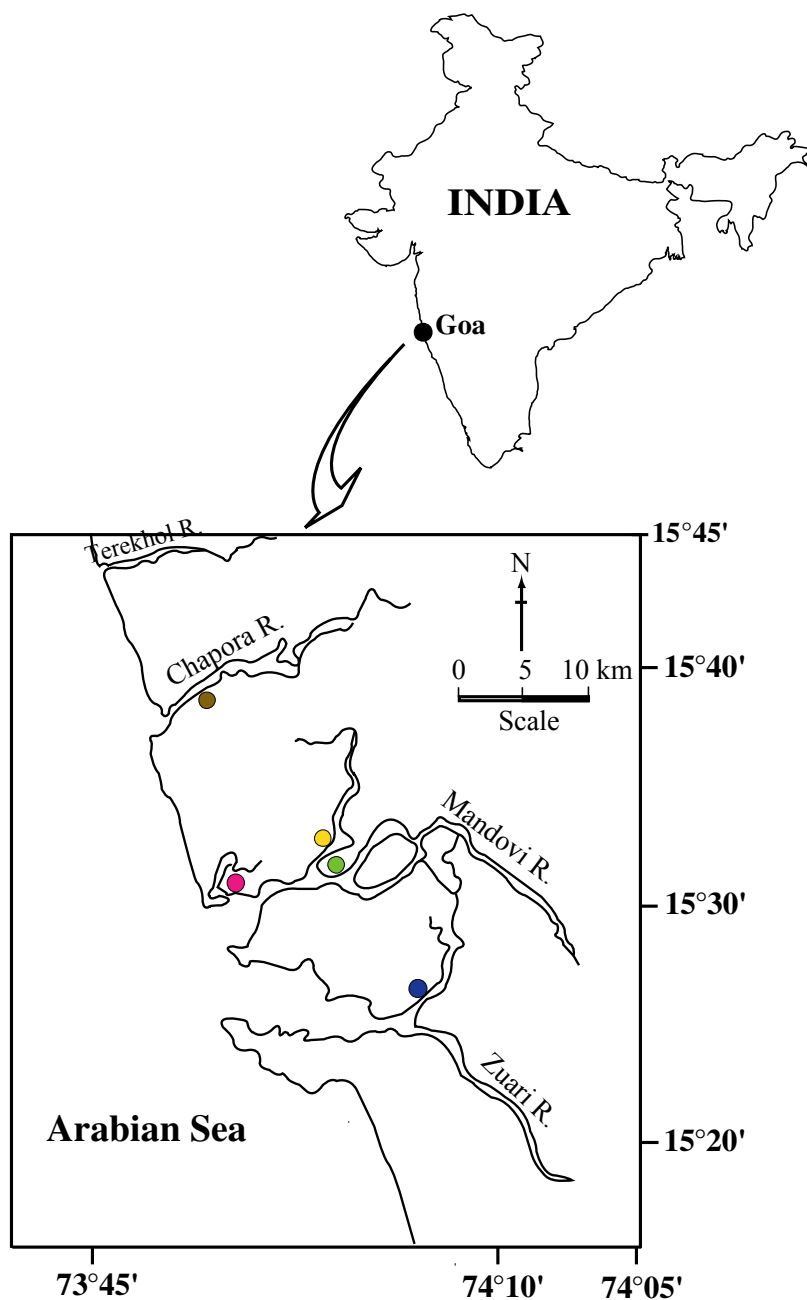 INDIA
Goa
Terekhol R.
15°45'
N
Chapora R.
0 5 10 km
15°40'
Scale
Mandovi R.
15°30'
Zuari R.
Arabian Sea
15°20'
73°45' 74°10' 74°05'